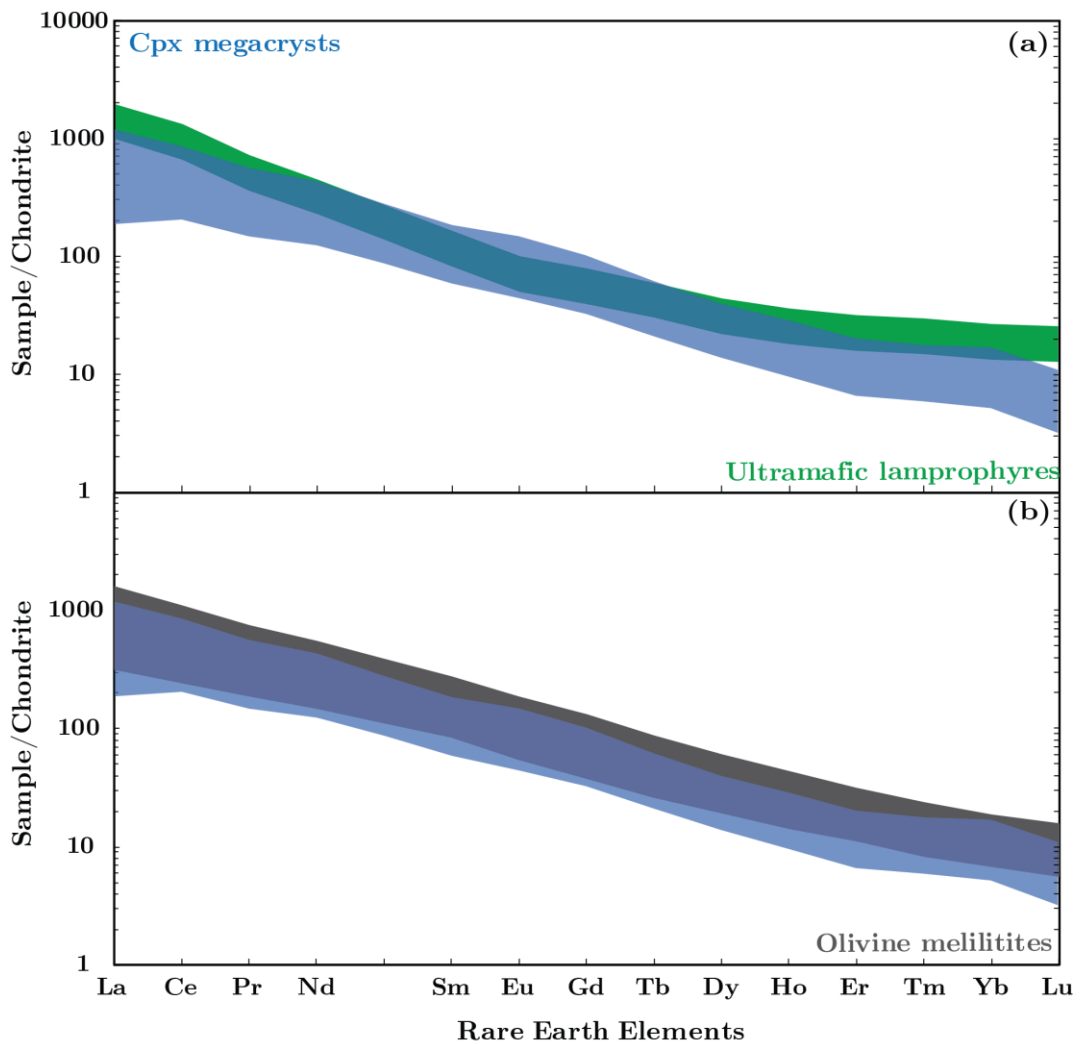 10000
Cpx megacrysts
(a)
1000
Sample/Chondrite
100
10
Ultramafic lamprophyres
1
(b)
1000
Sample/Chondrite
100
10
Olivine melilitites
1
La Ce Pr Nd Sm Eu Gd Tb Dy Ho Er Tm Yb Lu
Rare Earth Elements